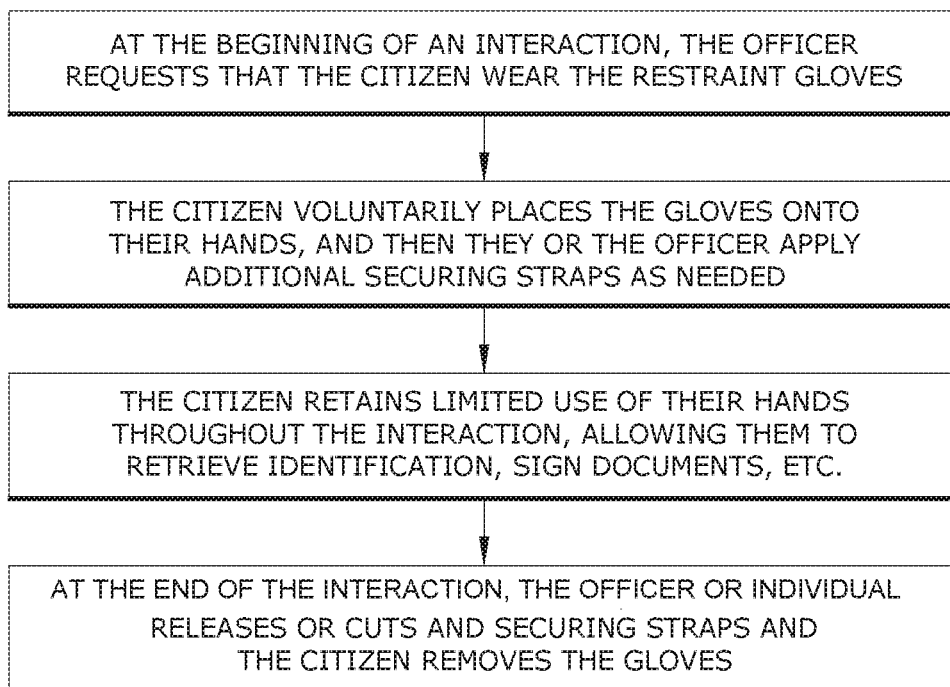 AT THE BEGINNING OF AN INTERACTION, THE OFFICER
REQUESTS THAT THE CITIZEN WEAR THE RESTRAINT GLOVES
THE CITIZEN VOLUNTARILY PLACES THE GLOVES ONTO
THEIR HANDS, AND THEN THEY OR THE OFFICER APPLY
ADDITIONAL SECURING STRAPS AS NEEDED
THE CITIZEN RETAINS LIMITED USE OF THEIR HANDS
THROUGHOUT THE INTERACTION, ALLOWING THEM TO
RETRIEVE IDENTIFICATION, SIGN DOCUMENTS, ETC.
AT THE END OF THE INTERACTION, THE OFFICER OR INDIVIDUAL
RELEASES OR CUTS AND SECURING STRAPS AND
THE CITIZEN REMOVES THE GLOVES